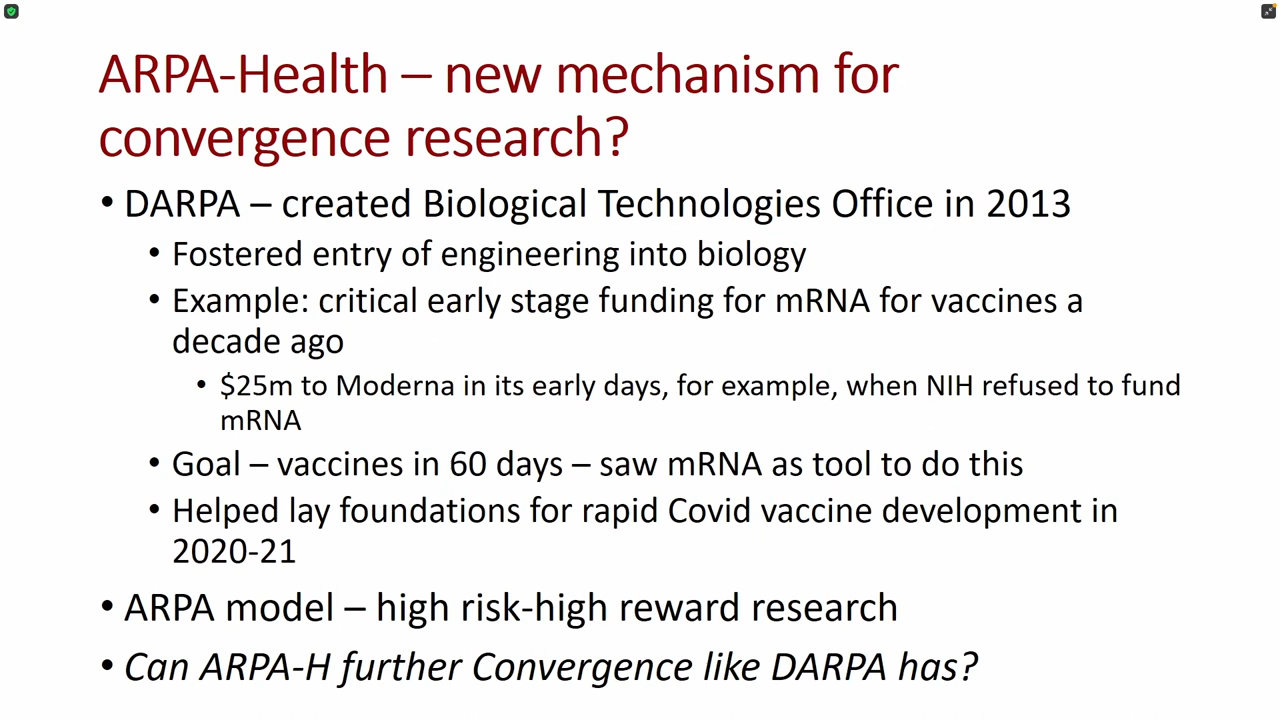 ARPA-Health – new mechanism for
convergence research?
• DARPA – created Biological Technologies Office in 2013
• Fostered entry of engineering into biology
• Example: critical early stage funding for mRNA for vaccines a
decade ago
• $25m to Moderna in its early days, for example, when NIH refused to fund
mRNA
• Goal – vaccines in 60 days – saw mRNA as tool to do this
• Helped lay foundations for rapid Covid vaccine development in
2020-21
• ARPA model – high risk-high reward research
• Can ARPA-H further Convergence like DARPA has?